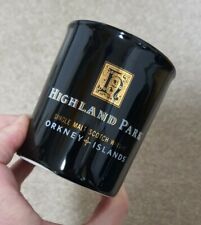 H
HIGHLAND PARK
SINGLE MALT SCOTCH
ORKNEY ISLANDS